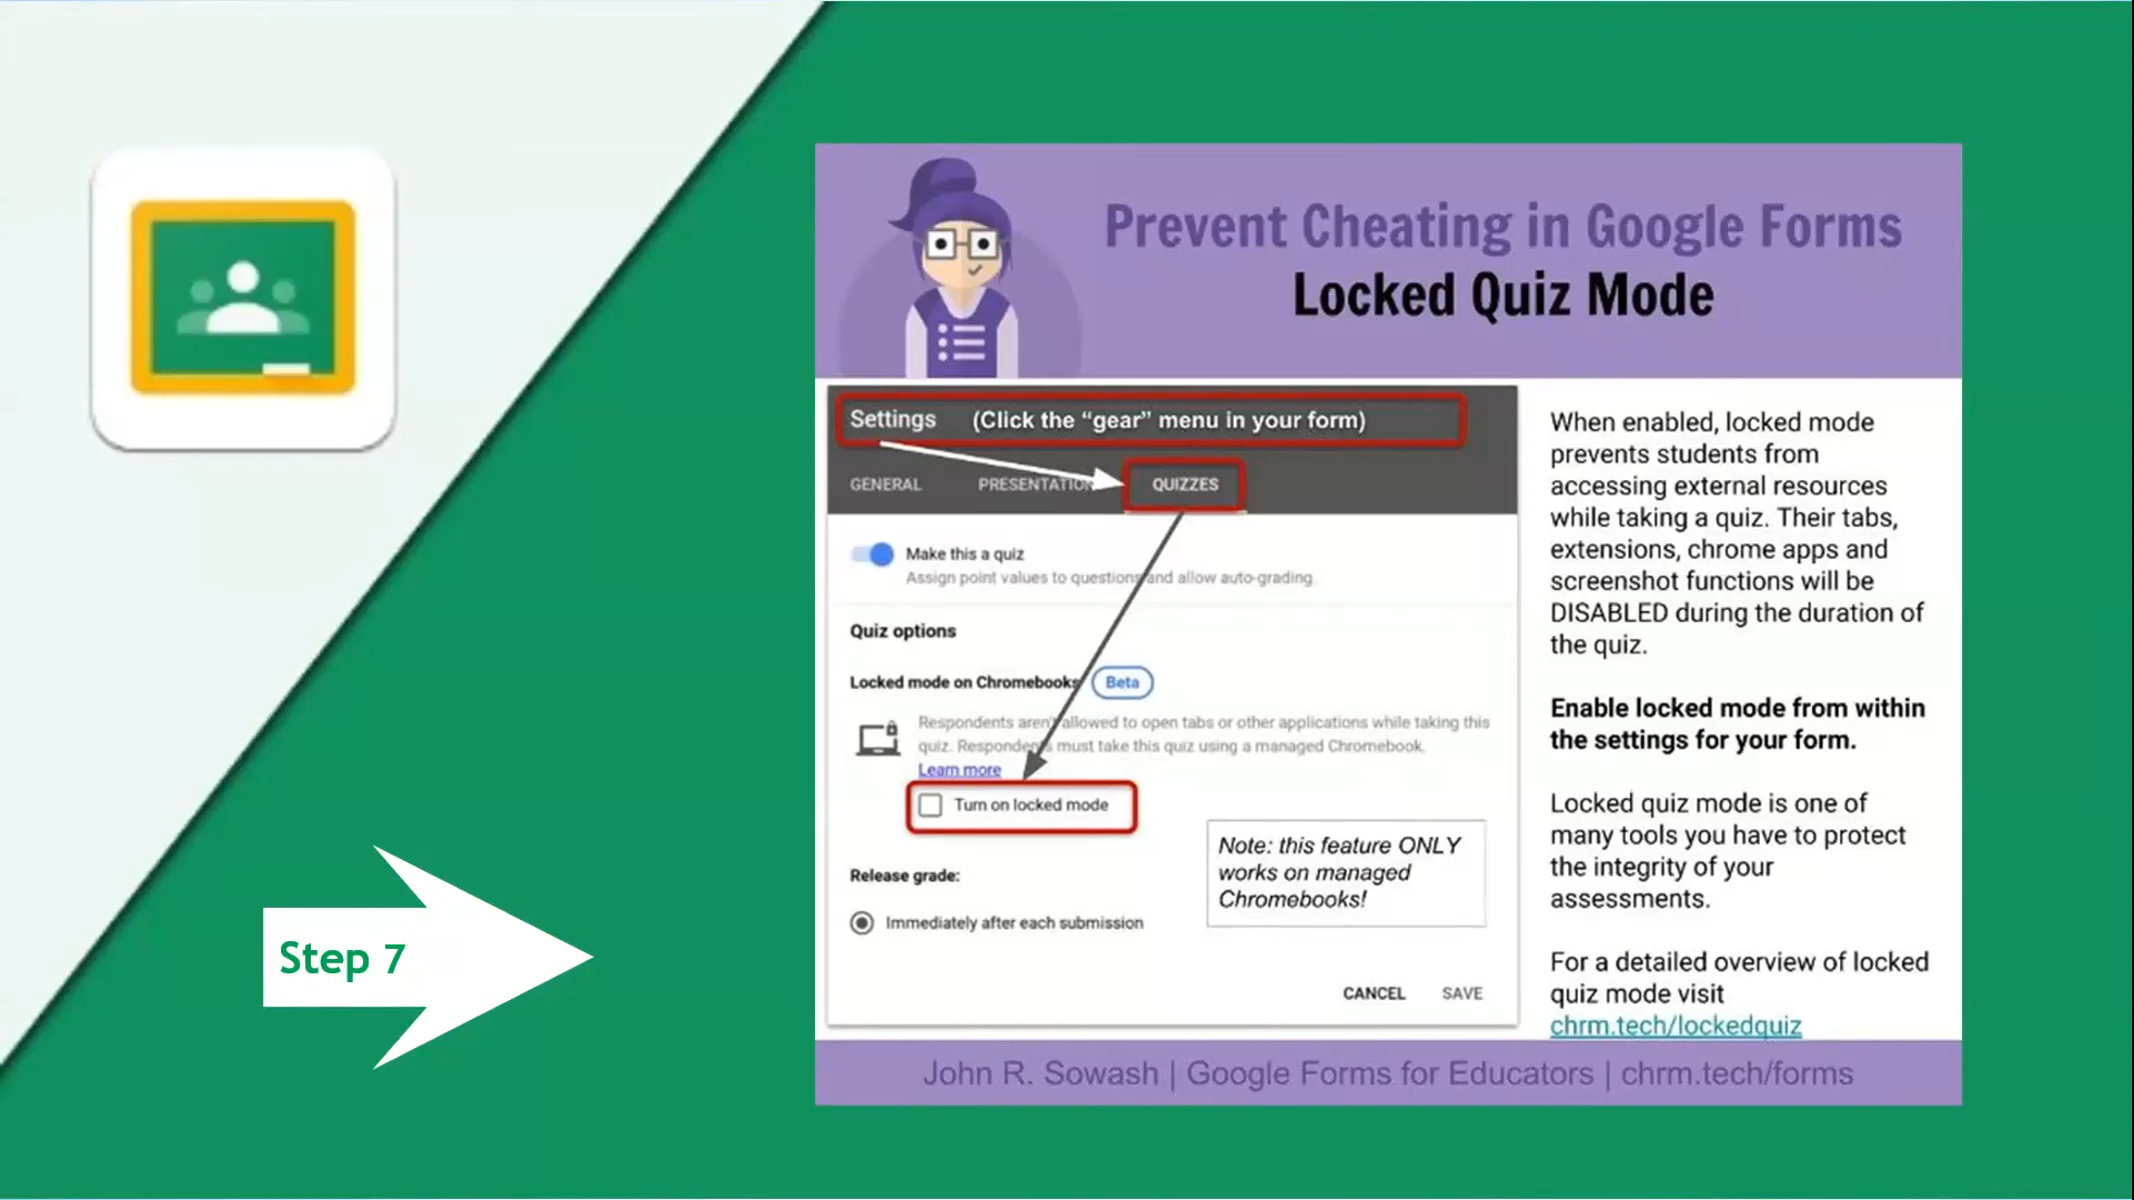 Prevent Cheating in Google Forms
Locked Quiz Mode
Settings (Click the “gear” menu in your form)
GENERAL PRESENTATION QUIZZES
Make this a quiz
Assign point values to questions and allow auto-grading.
Quiz options
Locked mode on Chromebooks Beta
Respondents aren't allowed to open tabs or other applications while taking this
quiz. Respondents must take this quiz using a managed Chromebook.
Learn more
Turn on locked mode
Note: this feature ONLY
works on managed
Chromebooks!
Release grade:
Immediately after each submission
CANCEL SAVE
When enabled, locked mode
prevents students from
accessing external resources
while taking a quiz. Their tabs,
extensions, chrome apps and
screenshot functions will be
DISABLED during the duration of
the quiz.
Enable locked mode from within
the settings for your form.
Locked quiz mode is one of
many tools you have to protect
the integrity of your
assessments.
For a detailed overview of locked
quiz mode visit
chrm.tech/lockedquiz
John R. Sowash | Google Forms for Educators | chrm.tech/forms
Step 7